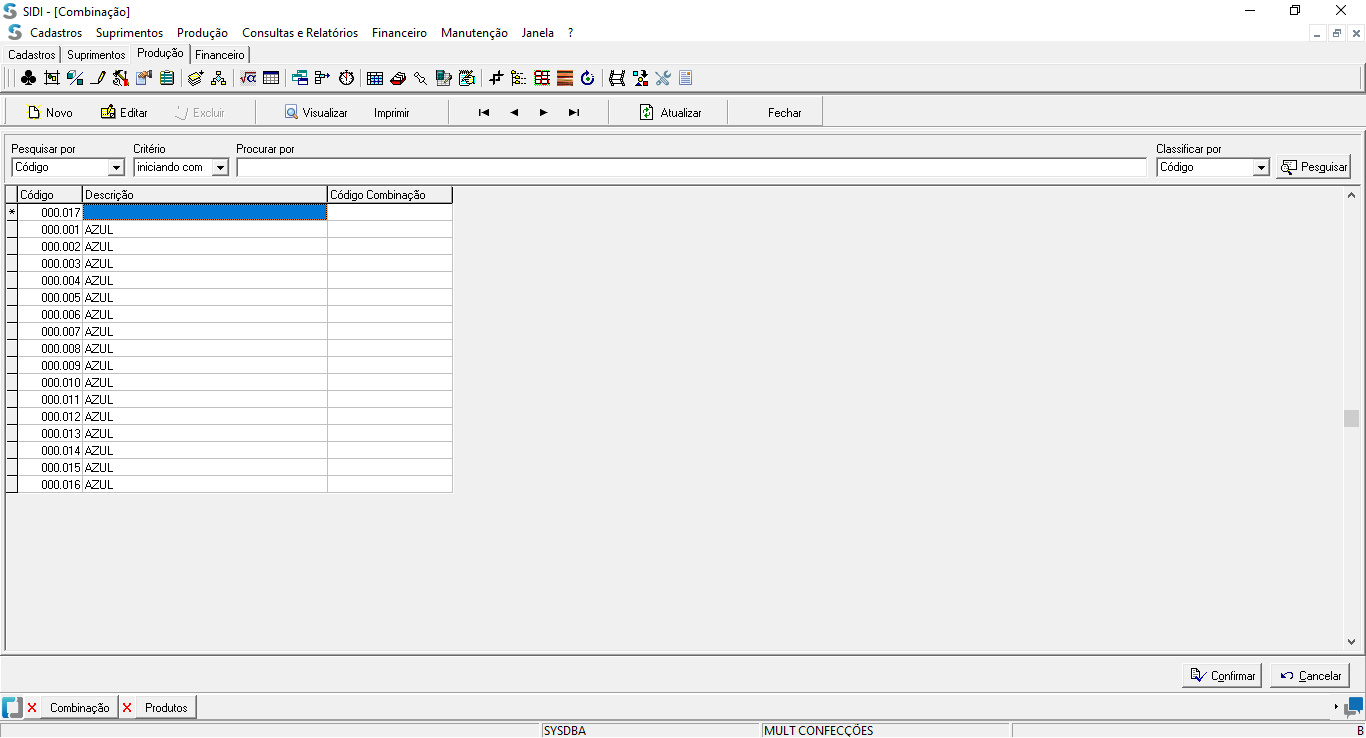 SIDI - [Combinação]
Cadastros Suprimentos Produção Consultas e Relatórios Financeiro Manutenção Janela ?
Cadastros Suprimentos Produção Financeiro
Novo Editar Excluir Visualizar Imprimir Atualizar Fechar
Pesquisar por Critério Procurar por Classificar por
Código iniciando com Código Pesquisar
Código Descrição Código Combinação
* 000.017
000.001 AZUL
000.002 AZUL
000.003 AZUL
000.004 AZUL
000.005 AZUL
000.006 AZUL
000.007 AZUL
000.008 AZUL
000.009 AZUL
000.010 AZUL
000.011 AZUL
000.012 AZUL
000.013 AZUL
000.014 AZUL
000.015 AZUL
000.016 AZUL
Confirmar Cancelar
Combinação Produtos
SYSDBA MULT CONFECÇÕES B